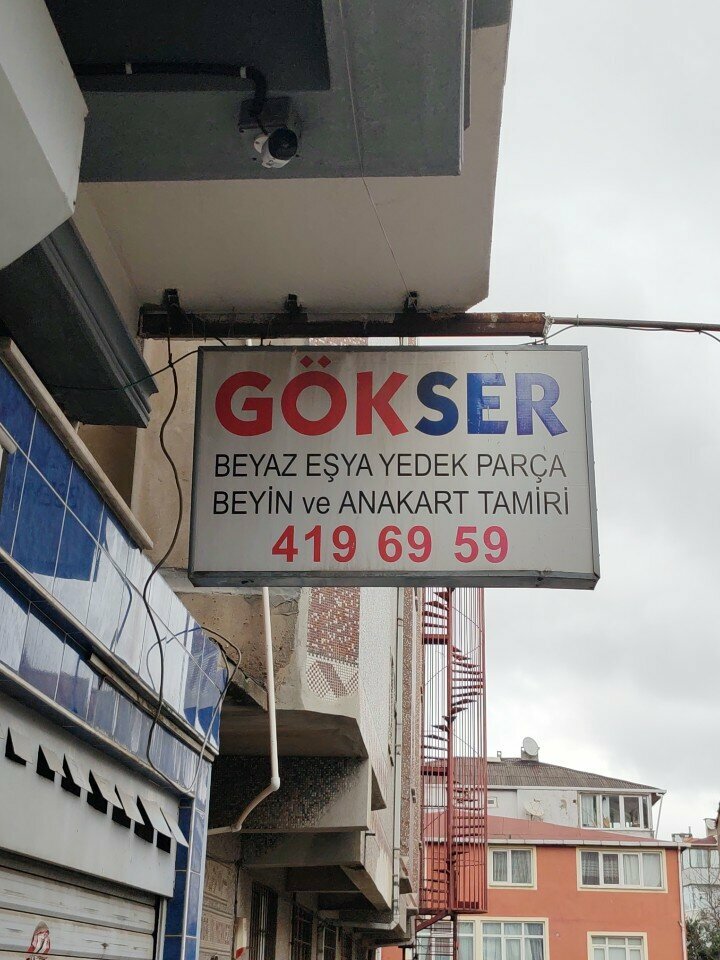 GÖKSER
BEYAZ EŞYA YEDEK PARÇA
BEYİN ve ANAKART TAMİRİ
419 69 59